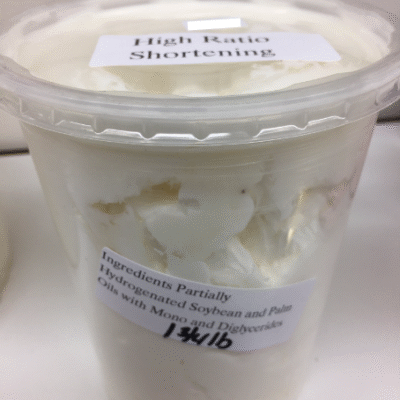 High Ratio
Shortening
Ingredients Partially
Hydrogenated Soybean and Palm
Oils with Mono and Diglycerides
1 3/4 lb